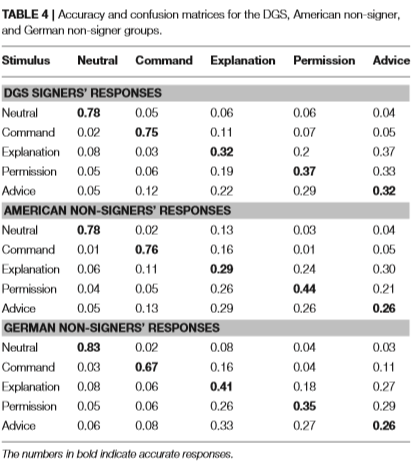 TABLE 4 | Accuracy and confusion matrices for the DGS, American non-signer,
and German non-signer groups.
Stimulus Neutral Command Explanation Permission Advice
DGS SIGNERS' RESPONSES
Neutral 0.78 0.05 0.06 0.06 0.04
Command 0.02 0.75 0.11 0.07 0.05
Explanation 0.08 0.03 0.32 0.2 0.37
Permission 0.05 0.06 0.19 0.37 0.33
Advice 0.05 0.12 0.22 0.29 0.32
AMERICAN NON-SIGNERS' RESPONSES
Neutral 0.78 0.02 0.13 0.03 0.04
Command 0.01 0.76 0.16 0.01 0.05
Explanation 0.06 0.11 0.29 0.24 0.30
Permission 0.04 0.05 0.26 0.44 0.21
Advice 0.05 0.13 0.29 0.26 0.26
GERMAN NON-SIGNERS' RESPONSES
Neutral 0.83 0.02 0.08 0.04 0.03
Command 0.03 0.67 0.16 0.04 0.11
Explanation 0.08 0.06 0.41 0.18 0.27
Permission 0.05 0.06 0.26 0.35 0.29
Advice 0.06 0.08 0.33 0.27 0.26
The numbers in bold indicate accurate responses.